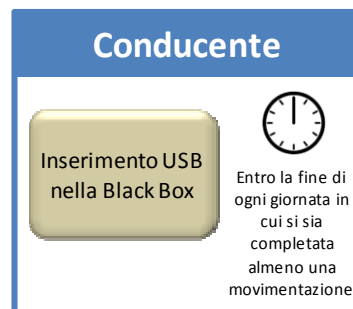 Conducente
Inserimento USB
nella Black Box
Entro la fine di
ogni giornata in
cui si sia
completata
almeno una
movimentazione